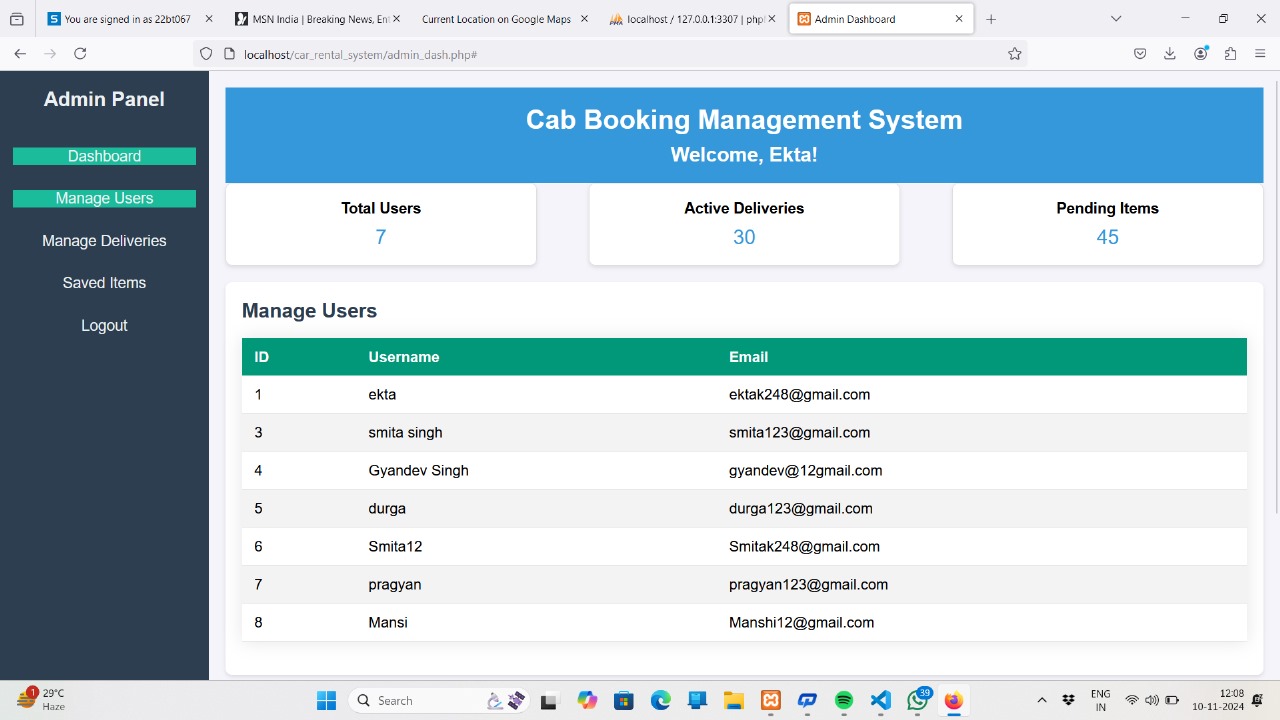 You are signed in as 22bt067
MSN India | Breaking News, Ent
Current Location on Google Maps
localhost / 127.0.0.1:3307 | php
Admin Dashboard
localhost/car_rental_system/admin_dash.php#
Admin Panel
Dashboard
Manage Users
Manage Deliveries
Saved Items
Logout
Cab Booking Management System
Welcome, Ekta!
Total Users
7
Active Deliveries
30
Pending Items
45
Manage Users
ID Username Email
1 ekta ektak248@gmail.com
3 smita singh smita123@gmail.com
4 Gyandev Singh gyandev@12gmail.com
5 durga durga123@gmail.com
6 Smita12 Smitak248@gmail.com
7 pragyan pragyan123@gmail.com
8 Mansi Manshi12@gmail.com
1
29°C
Haze
Search
39
ENG
IN
12:08
10-11-2024